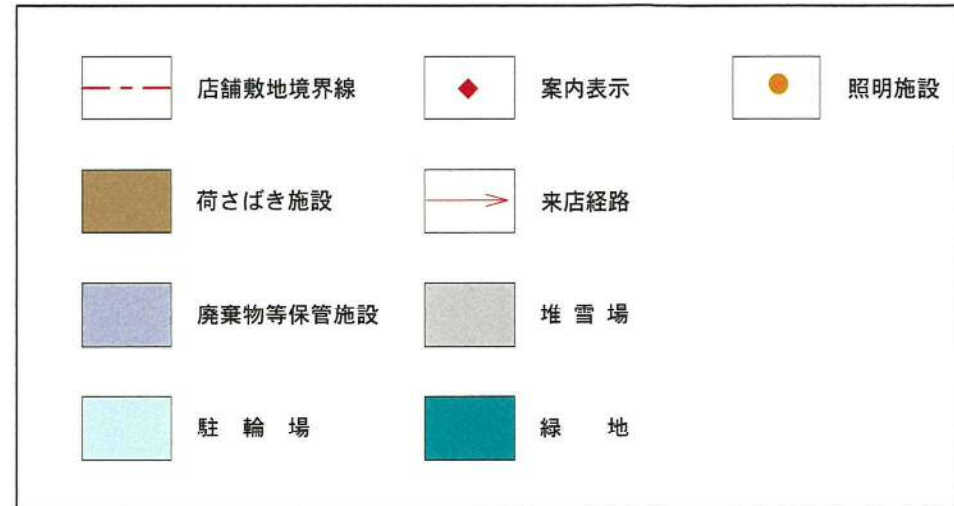 店舗敷地境界線
案内表示
照明施設
荷さばき施設
来店経路
廃棄物等保管施設
堆 雪 場
駐 輪 場
緑 地